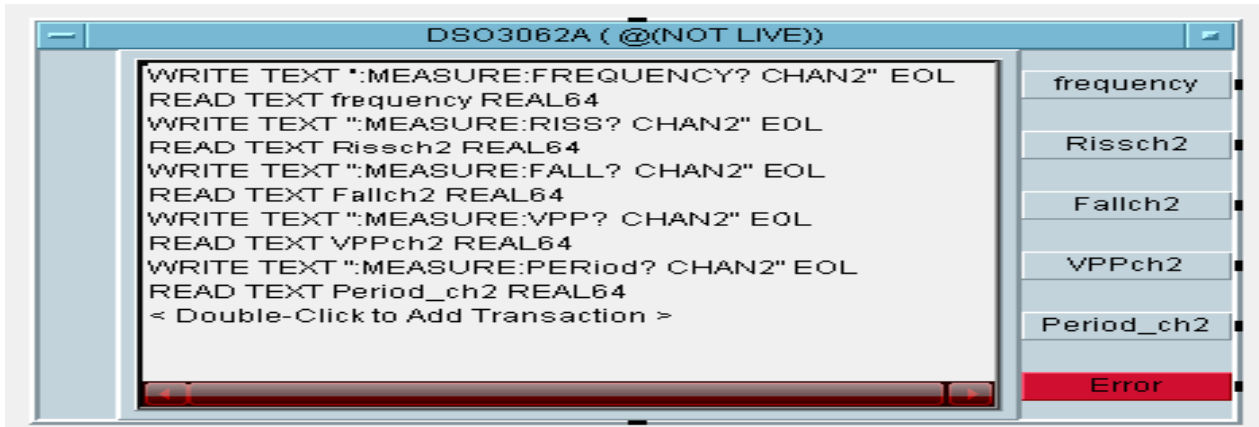 DSO3062A ( @(NOT LIVE))
WRITE TEXT ":MEASURE:FREQUENCY? CHAN2" EOL
READ TEXT frequency REAL64
WRITE TEXT ":MEASURE:RISS? CHAN2" EOL
READ TEXT Rissch2 REAL64
WRITE TEXT ":MEASURE:FALL? CHAN2" EOL
READ TEXT Fallch2 REAL64
WRITE TEXT ":MEASURE:VPP? CHAN2" EOL
READ TEXT VPPch2 REAL64
WRITE TEXT ":MEASURE:PERiod? CHAN2" EOL
READ TEXT Period_ch2 REAL64
< Double-Click to Add Transaction >
frequency
Rissch2
Fallch2
VPPch2
Period_ch2
Error